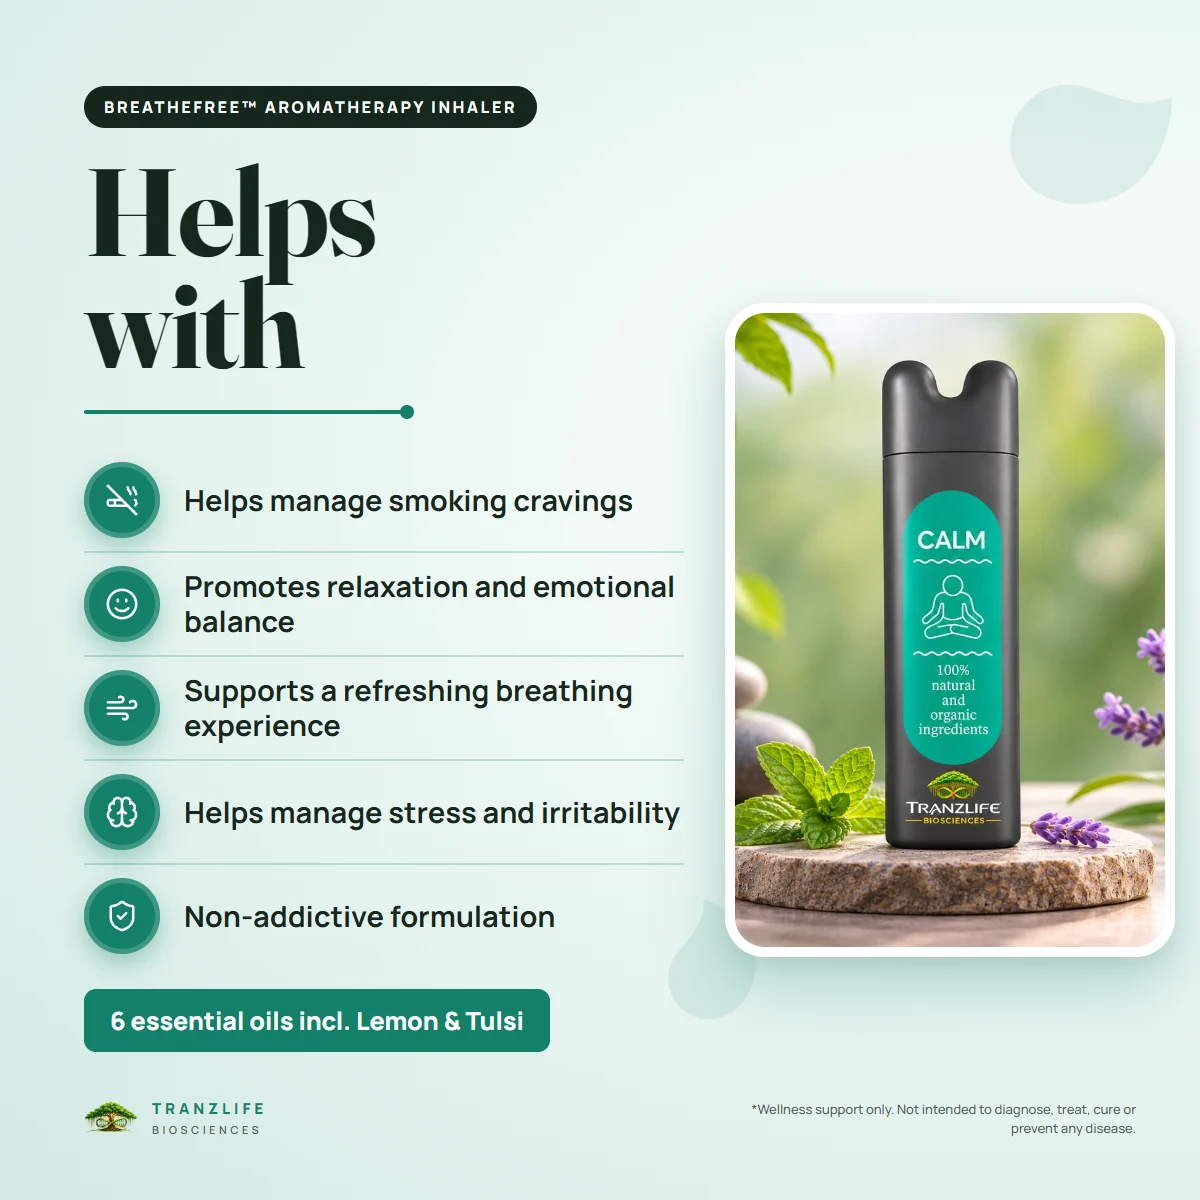 BREATHEFREE™ AROMATHERAPY INHALER
Helps
with
Helps manage smoking cravings
Promotes relaxation and emotional
balance
Supports a refreshing breathing
experience
Helps manage stress and irritability
Non-addictive formulation
6 essential oils incl. Lemon & Tulsi
CALM
100%
natural
and
organic
ingredients
TRANZLIFE
BIOSCIENCES
TRANZLIFE
BIOSCIENCES
*Wellness support only. Not intended to diagnose, treat, cure or
prevent any disease.